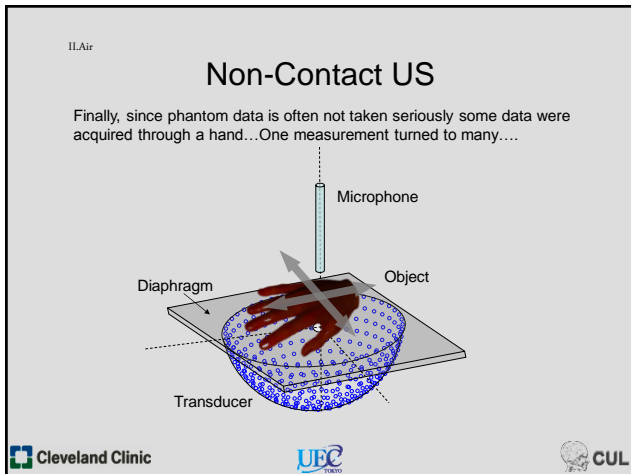 II.Air
Non-Contact US
Finally, since phantom data is often not taken seriously some data were
acquired through a hand…One measurement turned to many….
Microphone
Object
Diaphragm
Transducer
Cleveland Clinic
UEC
TOKYO
CUL